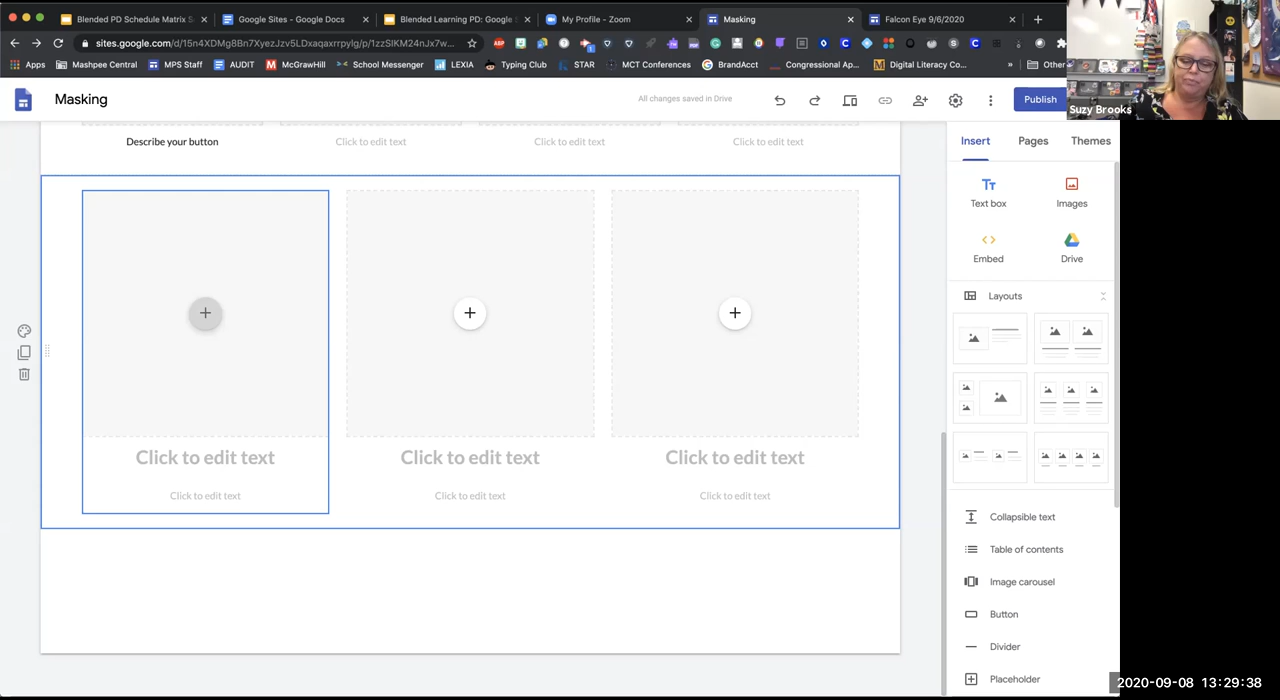 Blended PD Schedule Matrix S
Google Sites - Google Docs
Blended Learning PD: Google S
My Profile - Zoom
Masking
Falcon Eye 9/6/2020
sites.google.com/d/15n4XDMg8Bn7XyezJzv5LDxaqaxrrpylg/p/1zzSIKM24nJx7w...
Apps
Mashpee Central
MPS Staff
AUDIT
McGrawHill
School Messenger
LEXIA
Typing Club
STAR
MCT Conferences
BrandAcct
Congressional Ap...
Digital Literacy Co...
»
Other
Masking
All changes saved in Drive
Publish
Suzy Brooks
Describe your button
Click to edit text
Click to edit text
Click to edit text
Insert
Pages
Themes
Text box
Images
Embed
Drive
Layouts
Click to edit text
Click to edit text
Click to edit text
Click to edit text
Click to edit text
Click to edit text
Collapsible text
Table of contents
Image carousel
Button
Divider
Placeholder
2020-09-08 13:29:38